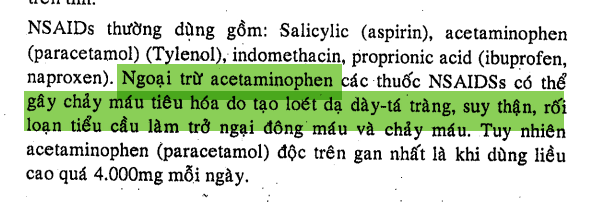 NSAIDs thường dùng gồm: Salicylic (aspirin), acetaminophen
(paracetamol) (Tylenol), indomethacin, proprionic acid (ibuprofen,
naproxen). Ngoại trừ acetaminophen các thuốc NSAIDSs có thể
gây chảy máu tiêu hóa do tạo loét dạ dày-tá tràng, suy thận, rối
loạn tiểu cầu làm trở ngại đông máu và chảy máu. Tuy nhiên
acetaminophen (paracetamol) độc trên gan nhất là khi dùng liều
cao quá 4.000mg mỗi ngày.